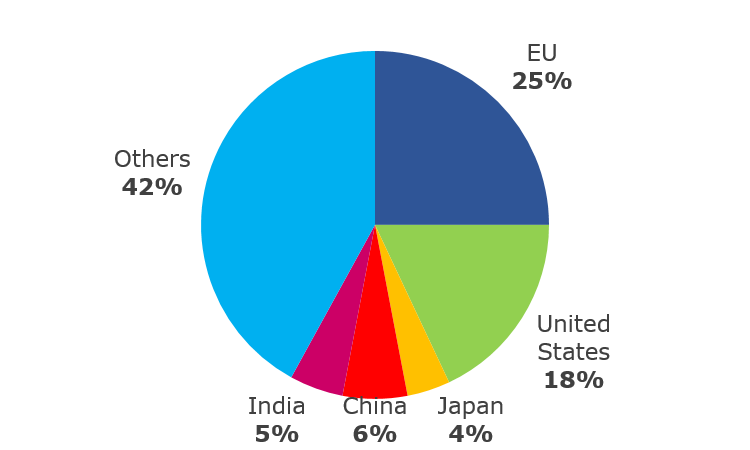 EU
25%
Others
42%
United
States
18%
India
5%
China
6%
Japan
4%